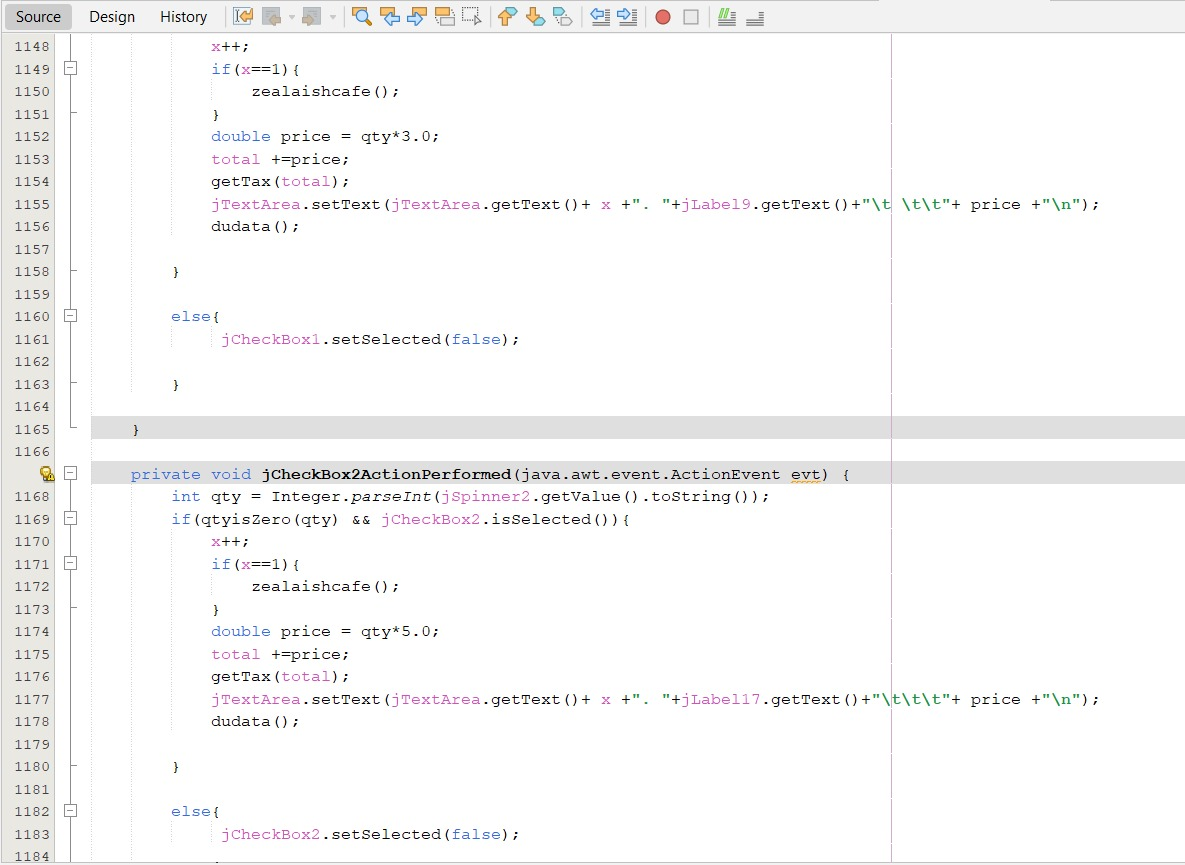 Source Design History
1148 x++;
1149 if(x==1){
1150 zealaishcafe();
1151 }
1152 double price = qty*3.0;
1153 total +=price;
1154 getTax(total);
1155 jTextArea.setText(jTextArea.getText()+ x +". "+jLabel9.getText()+"\t \t\t"+ price +"\n");
1156 dudata();
1157
1158 }
1159
1160 else{
1161 jCheckBox1.setSelected(false);
1162
1163 }
1164
1165 }
1166
private void jCheckBox2ActionPerformed(java.awt.event.ActionEvent evt) {
1168 int qty = Integer.parseInt(jSpinner2.getValue().toString());
1169 if(qtyisZero(qty) && jCheckBox2.isSelected()){
1170 x++;
1171 if(x==1){
1172 zealaishcafe();
1173 }
1174 double price = qty*5.0;
1175 total +=price;
1176 getTax(total);
1177 jTextArea.setText(jTextArea.getText()+ x +". "+jLabel17.getText()+"\t\t\t"+ price +"\n");
1178 dudata();
1179
1180 }
1181
1182 else{
1183 jCheckBox2.setSelected(false);
1184